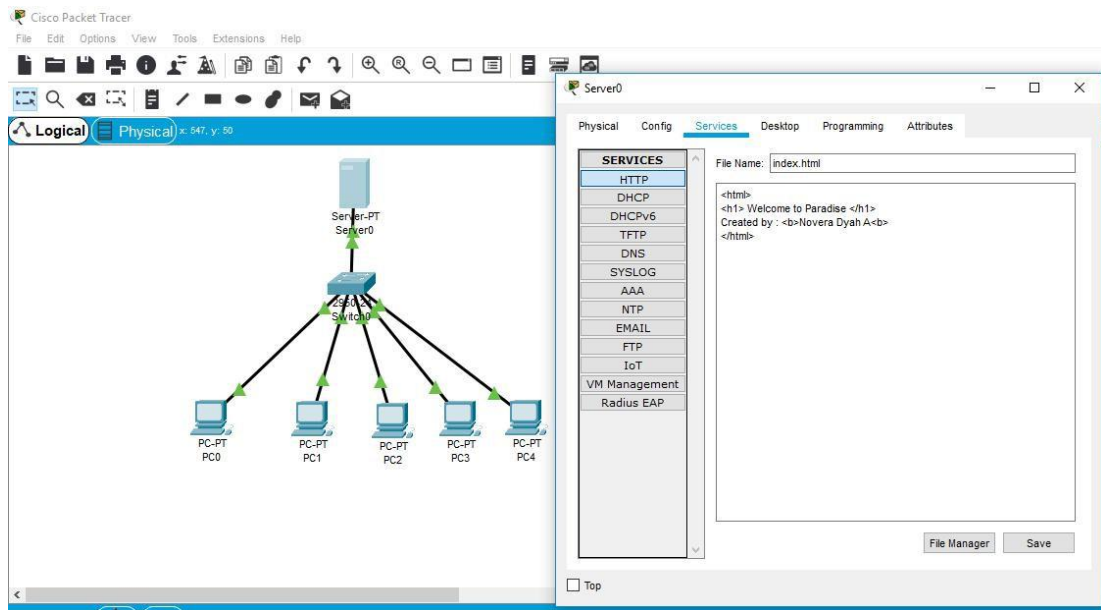 Cisco Packet Tracer
File Edit Options View Tools Extensions Help
Logical Physical x: 547, y: 50
Server-PT
Server0
2960-24
Switch0
PC-PT
PC0
PC-PT
PC1
PC-PT
PC2
PC-PT
PC3
PC-PT
PC4
Server0
Physical Config Services Desktop Programming Attributes
SERVICES
HTTP
DHCP
DHCPv6
TFTP
DNS
SYSLOG
AAA
NTP
EMAIL
FTP
IoT
VM Management
Radius EAP
File Name: index.html
<html>
<h1> Welcome to Paradise </h1>
Created by : <b>Novera Dyah A<b>
</html>
File Manager Save
Top